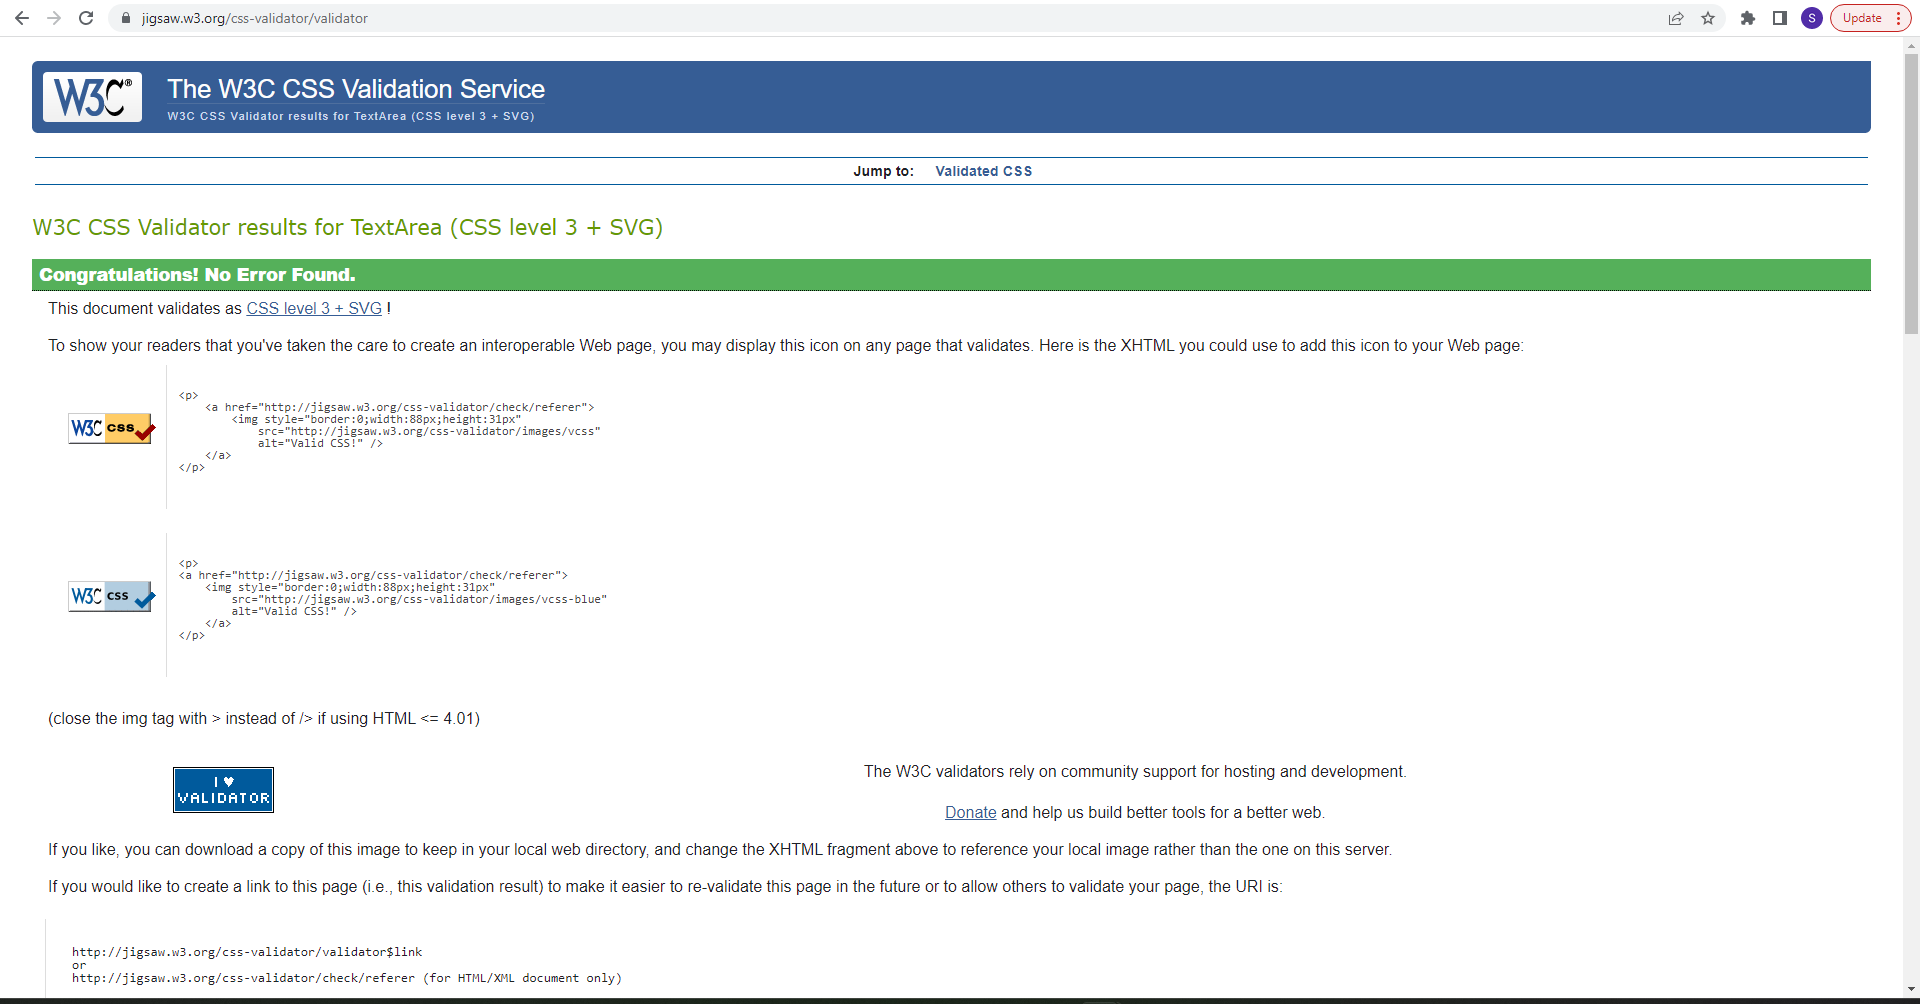 jigsaw.w3.org/css-validator/validator
S
Update
W3C®
The W3C CSS Validation Service
W3C CSS Validator results for TextArea (CSS level 3 + SVG)
Jump to: Validated CSS
W3C CSS Validator results for TextArea (CSS level 3 + SVG)
Congratulations! No Error Found.
This document validates as CSS level 3 + SVG !
To show your readers that you've taken the care to create an interoperable Web page, you may display this icon on any page that validates. Here is the XHTML you could use to add this icon to your Web page:
W3C css
<p>
    <a href="http://jigsaw.w3.org/css-validator/check/referer">
        <img style="border:0;width:88px;height:31px"
            src="http://jigsaw.w3.org/css-validator/images/vcss"
            alt="Valid CSS!" />
    </a>
</p>
W3C css
<p>
<a href="http://jigsaw.w3.org/css-validator/check/referer">
    <img style="border:0;width:88px;height:31px"
        src="http://jigsaw.w3.org/css-validator/images/vcss-blue"
        alt="Valid CSS!" />
    </a>
</p>
(close the img tag with > instead of /> if using HTML <= 4.01)
I ♥
VALIDATOR
The W3C validators rely on community support for hosting and development.
Donate and help us build better tools for a better web.
If you like, you can download a copy of this image to keep in your local web directory, and change the XHTML fragment above to reference your local image rather than the one on this server.
If you would like to create a link to this page (i.e., this validation result) to make it easier to re-validate this page in the future or to allow others to validate your page, the URI is:
http://jigsaw.w3.org/css-validator/validator$link
or
http://jigsaw.w3.org/css-validator/check/referer (for HTML/XML document only)